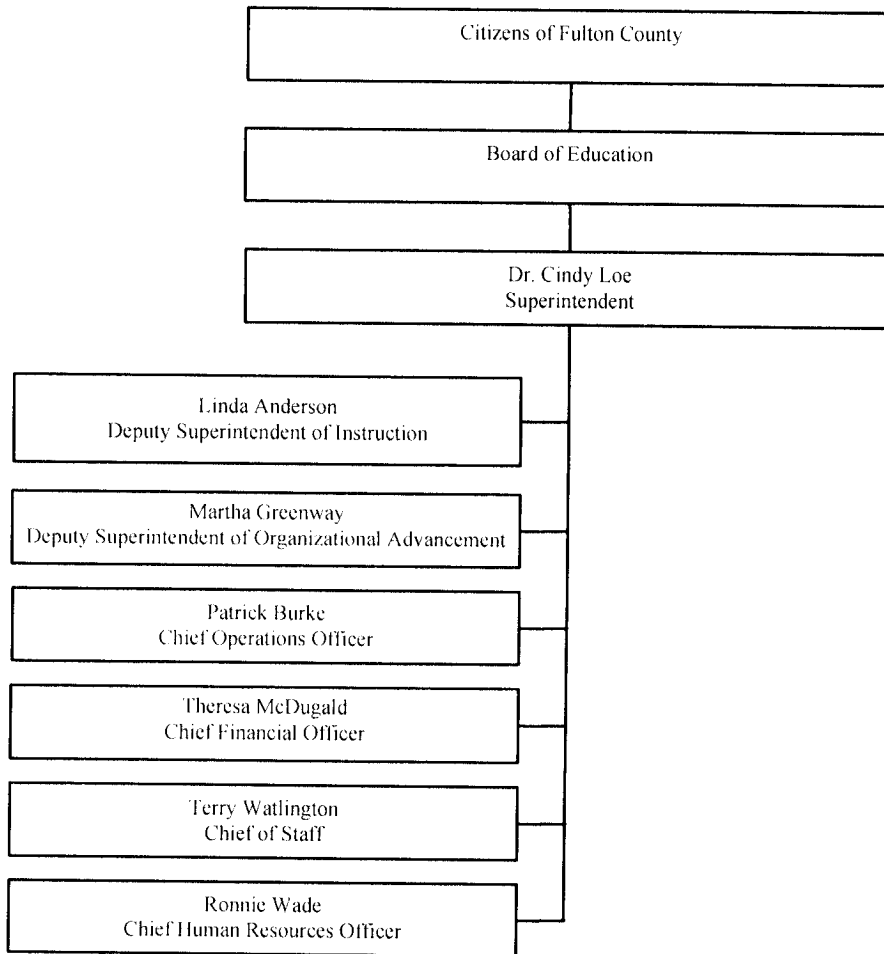 Citizens of Fulton County
Board of Education
Dr. Cindy Loe
Superintendent
Linda Anderson
Deputy Superintendent of Instruction
Martha Greenway
Deputy Superintendent of Organizational Advancement
Patrick Burke
Chief Operations Officer
Theresa McDugald
Chief Financial Officer
Terry Watlington
Chief of Staff
Ronnie Wade
Chief Human Resources Officer